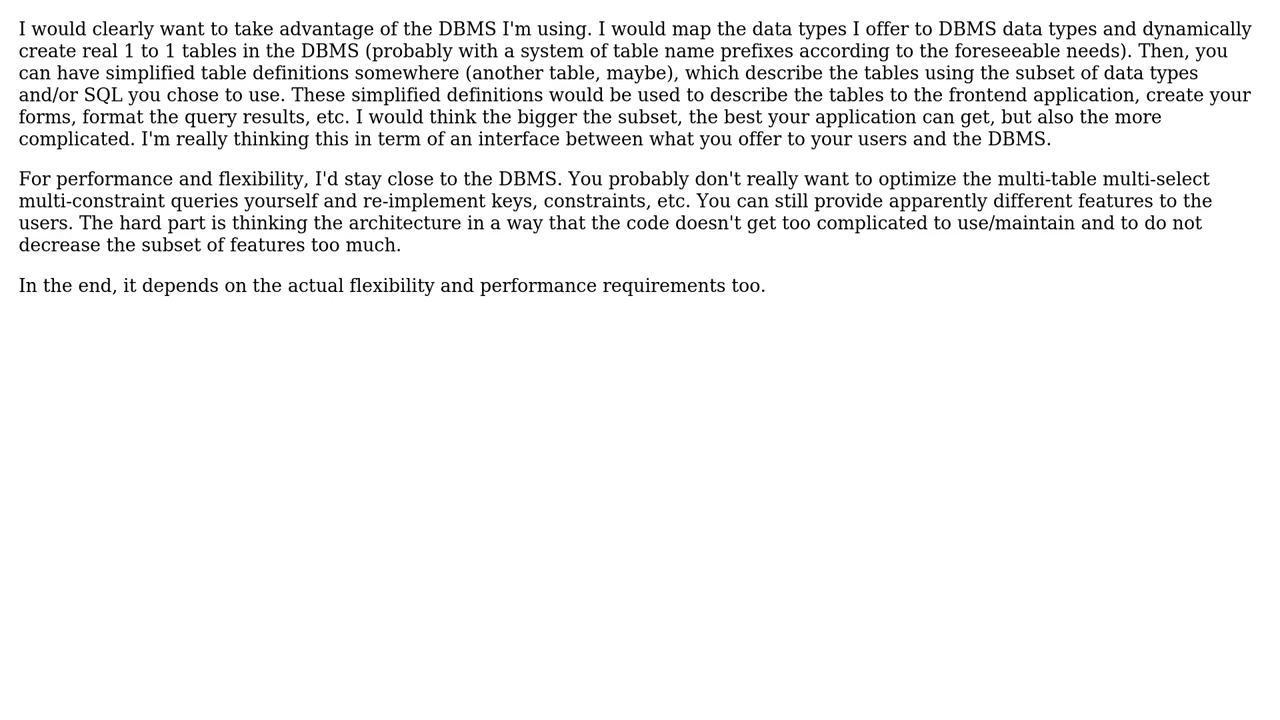 I would clearly want to take advantage of the DBMS I'm using. I would map the data types I offer to DBMS data types and dynamically
create real 1 to 1 tables in the DBMS (probably with a system of table name prefixes according to the foreseeable needs). Then, you
can have simplified table definitions somewhere (another table, maybe), which describe the tables using the subset of data types
and/or SQL you chose to use. These simplified definitions would be used to describe the tables to the frontend application, create your
forms, format the query results, etc. I would think the bigger the subset, the best your application can get, but also the more
complicated. I'm really thinking this in term of an interface between what you offer to your users and the DBMS.
For performance and flexibility, I'd stay close to the DBMS. You probably don't really want to optimize the multi-table multi-select
multi-constraint queries yourself and re-implement keys, constraints, etc. You can still provide apparently different features to the
users. The hard part is thinking the architecture in a way that the code doesn't get too complicated to use/maintain and to do not
decrease the subset of features too much.
In the end, it depends on the actual flexibility and performance requirements too.